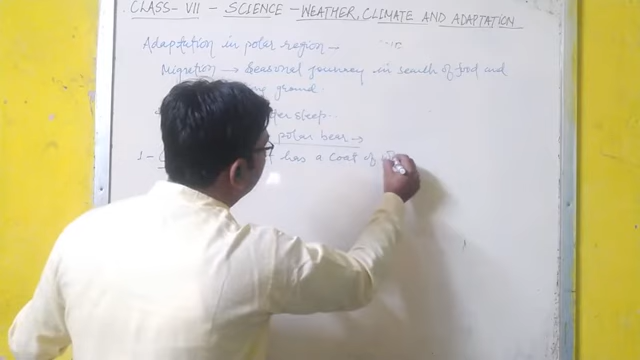 CLASS- VII - SCIENCE - WEATHER, CLIMATE AND ADAPTATION
Adaptation in polar region →
Migration → Seasonal journey in search of food and
ground.
sleep..
polar bear →
1- has a coat of